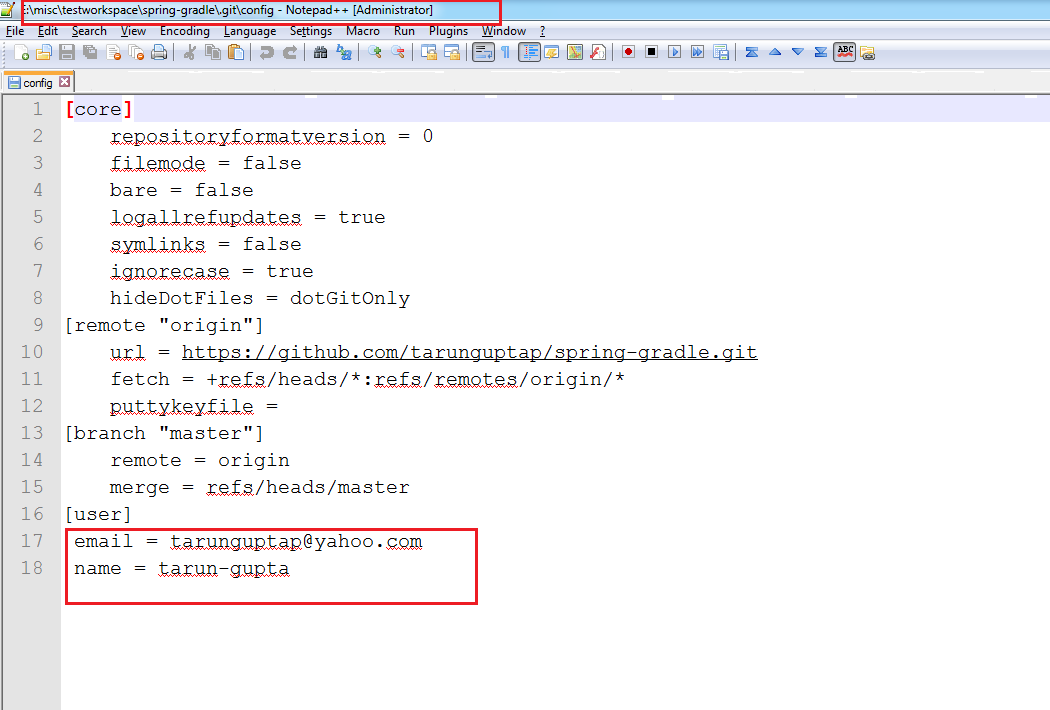 :\misc\testworkspace\spring-gradle\.git\config - Notepad++ [Administrator]
File Edit Search View Encoding Language Settings Macro Run Plugins Window ?
ABC
config
1 [core]
2 repositoryformatversion = 0
3 filemode = false
4 bare = false
5 logallrefupdates = true
6 symlinks = false
7 ignorecase = true
8 hideDotFiles = dotGitOnly
9 [remote "origin"]
10 url = https://github.com/tarunguptap/spring-gradle.git
11 fetch = +refs/heads/*:refs/remotes/origin/*
12 puttykeyfile =
13 [branch "master"]
14 remote = origin
15 merge = refs/heads/master
16 [user]
17 email = tarunguptap@yahoo.com
18 name = tarun-gupta